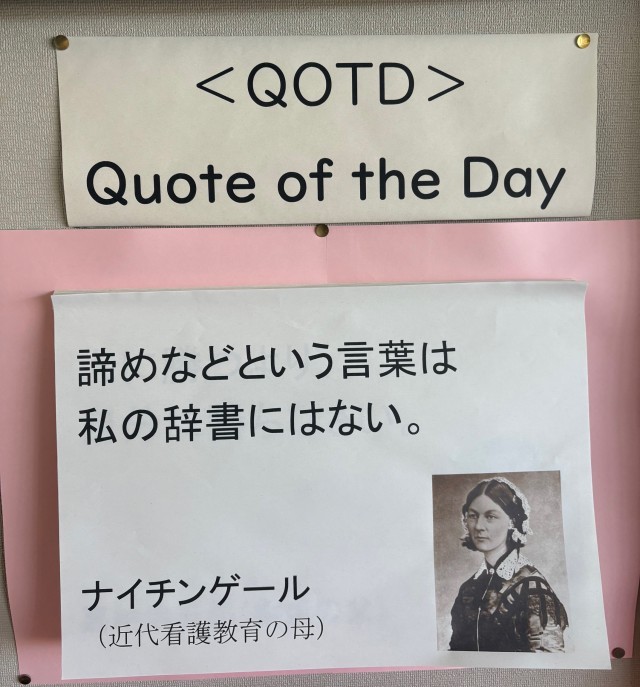 ＜QOTD＞
Quote of the Day
諦めなどという言葉は
私の辞書にはない。
ナイチンゲール
（近代看護教育の母）